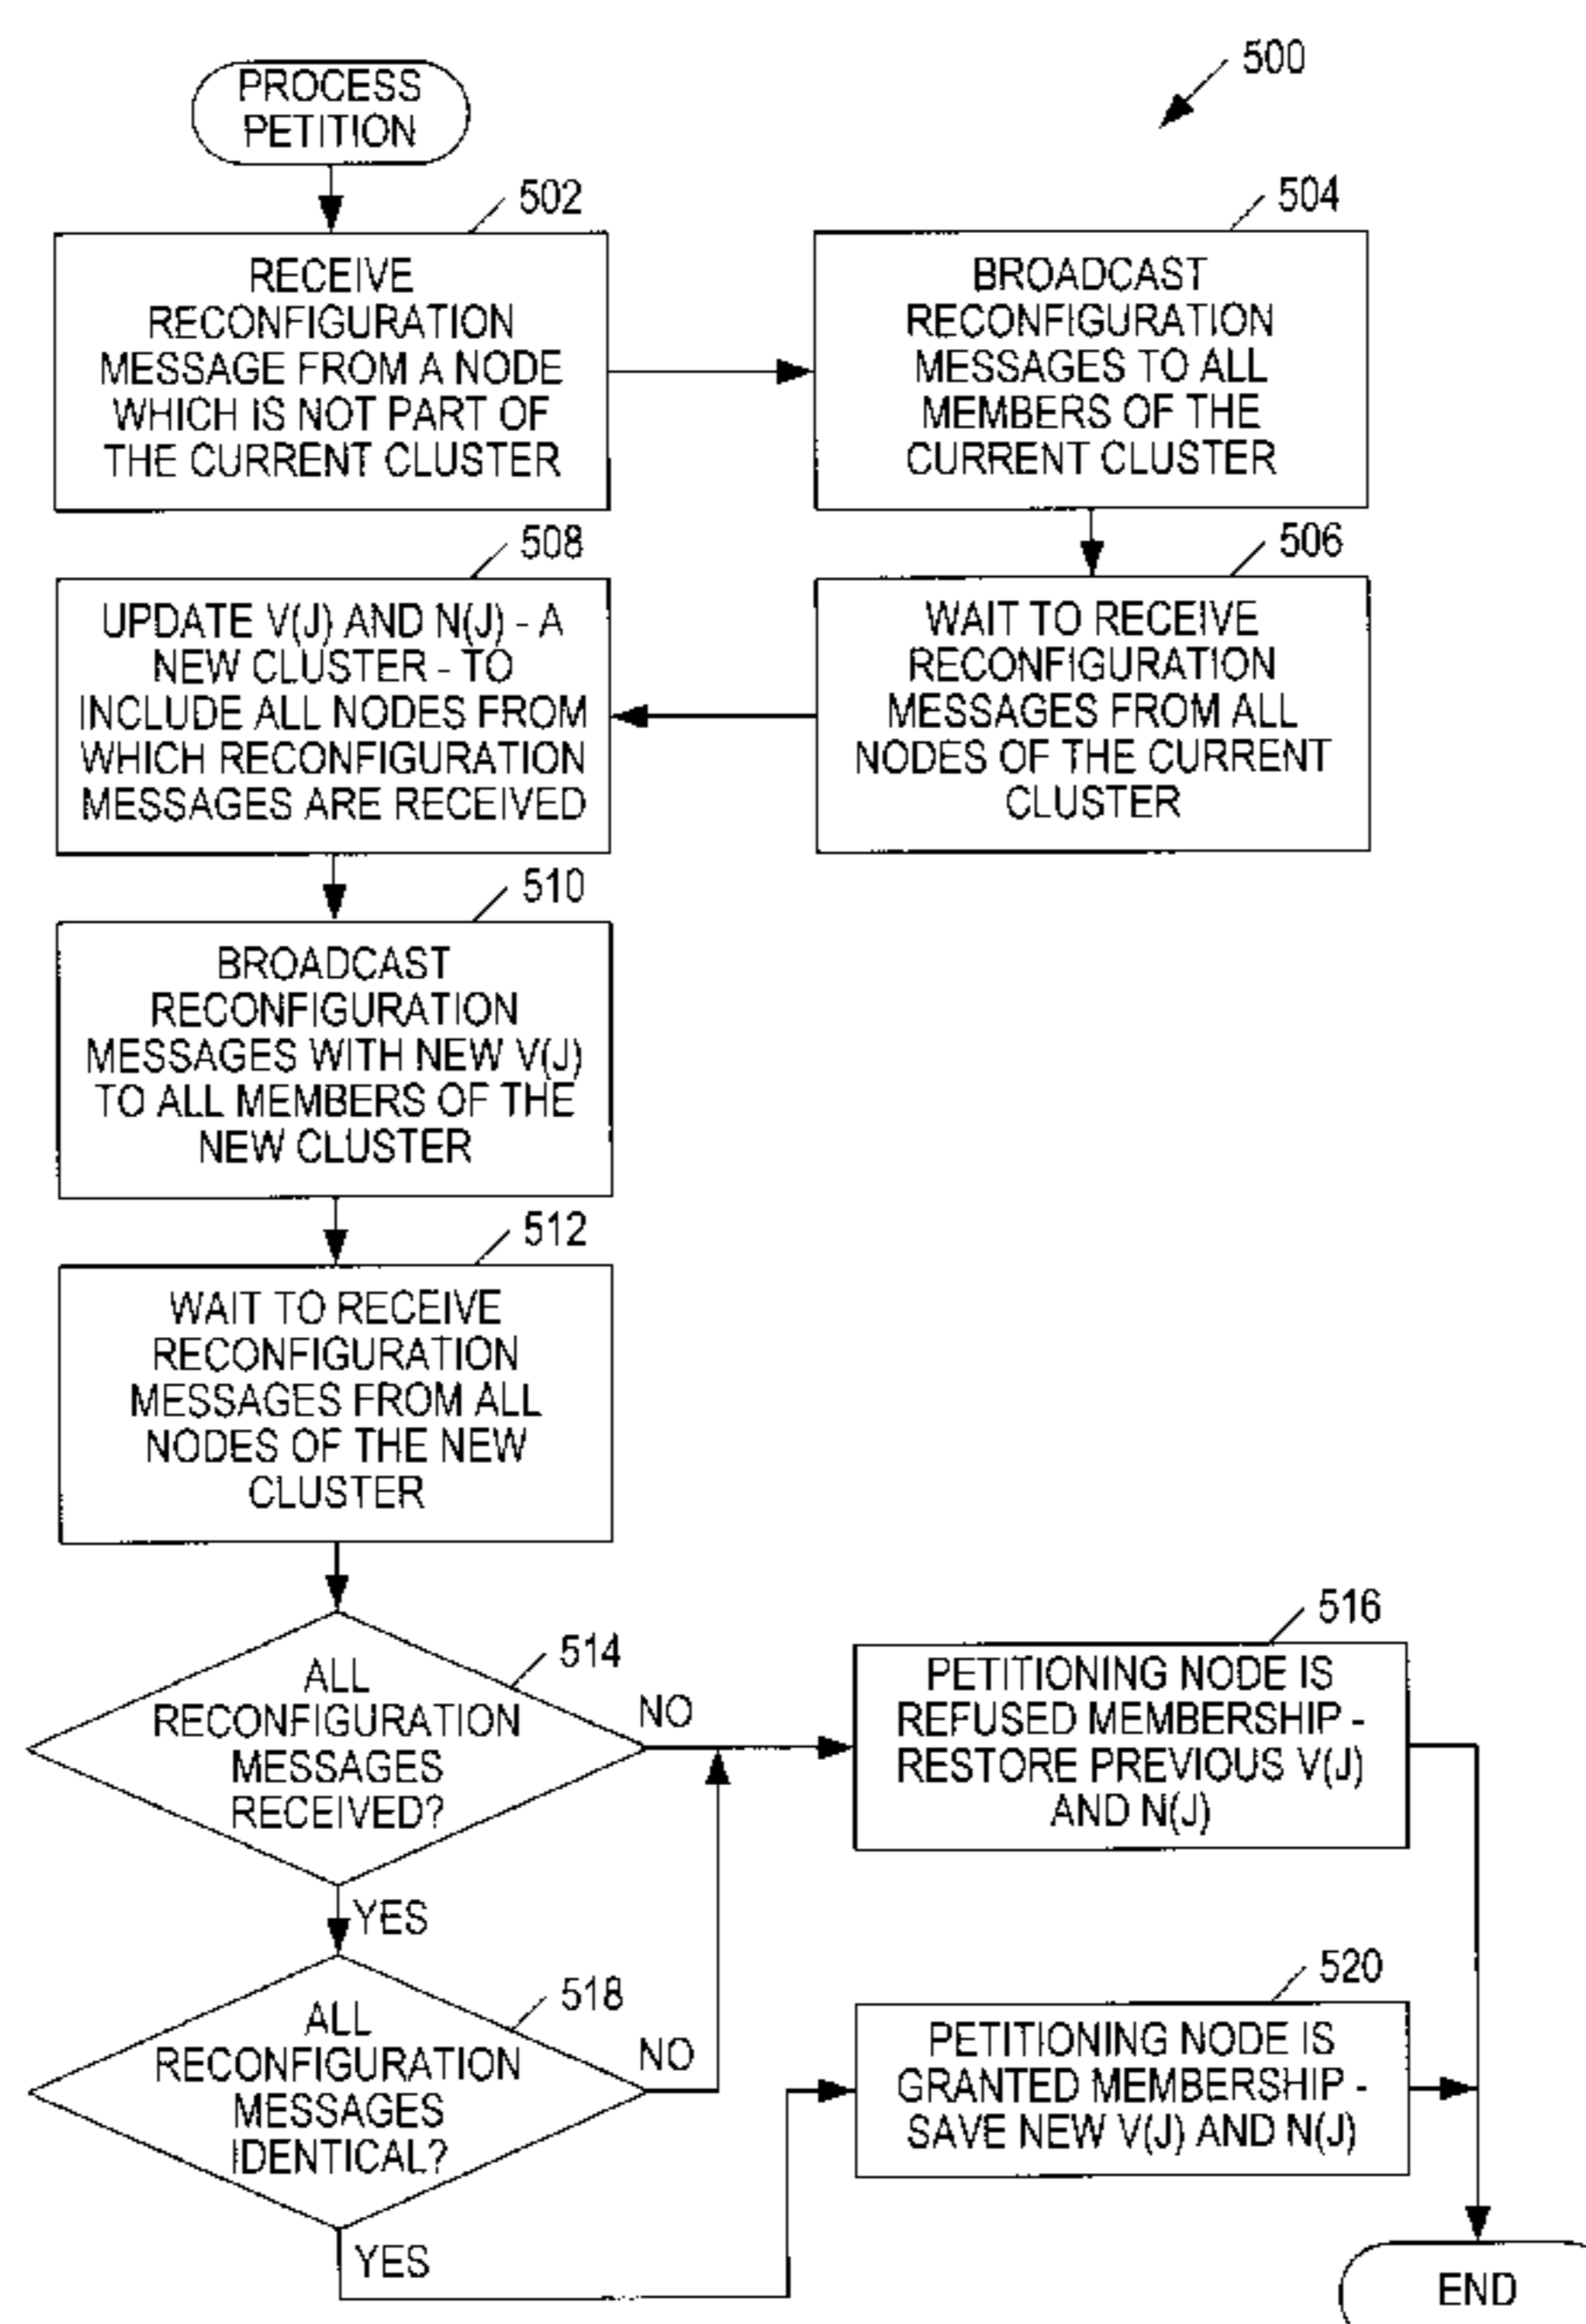 500
PROCESS
PETITION
502
RECEIVE
RECONFIGURATION
MESSAGE FROM A NODE
WHICH IS NOT PART OF
THE CURRENT CLUSTER
504
BROADCAST
RECONFIGURATION
MESSAGES TO ALL
MEMBERS OF THE
CURRENT CLUSTER
506
WAIT TO RECEIVE
RECONFIGURATION
MESSAGES FROM ALL
NODES OF THE CURRENT
CLUSTER
508
UPDATE V(J) AND N(J) - A
NEW CLUSTER - TO
INCLUDE ALL NODES FROM
WHICH RECONFIGURATION
MESSAGES ARE RECEIVED
510
BROADCAST
RECONFIGURATION
MESSAGES WITH NEW V(J)
TO ALL MEMBERS OF THE
NEW CLUSTER
512
WAIT TO RECEIVE
RECONFIGURATION
MESSAGES FROM ALL
NODES OF THE NEW
CLUSTER
514
ALL
RECONFIGURATION
MESSAGES
RECEIVED?
NO
YES
516
PETITIONING NODE IS
REFUSED MEMBERSHIP -
RESTORE PREVIOUS V(J)
AND N(J)
518
ALL
RECONFIGURATION
MESSAGES
IDENTICAL?
NO
YES
520
PETITIONING NODE IS
GRANTED MEMBERSHIP -
SAVE NEW V(J) AND N(J)
END